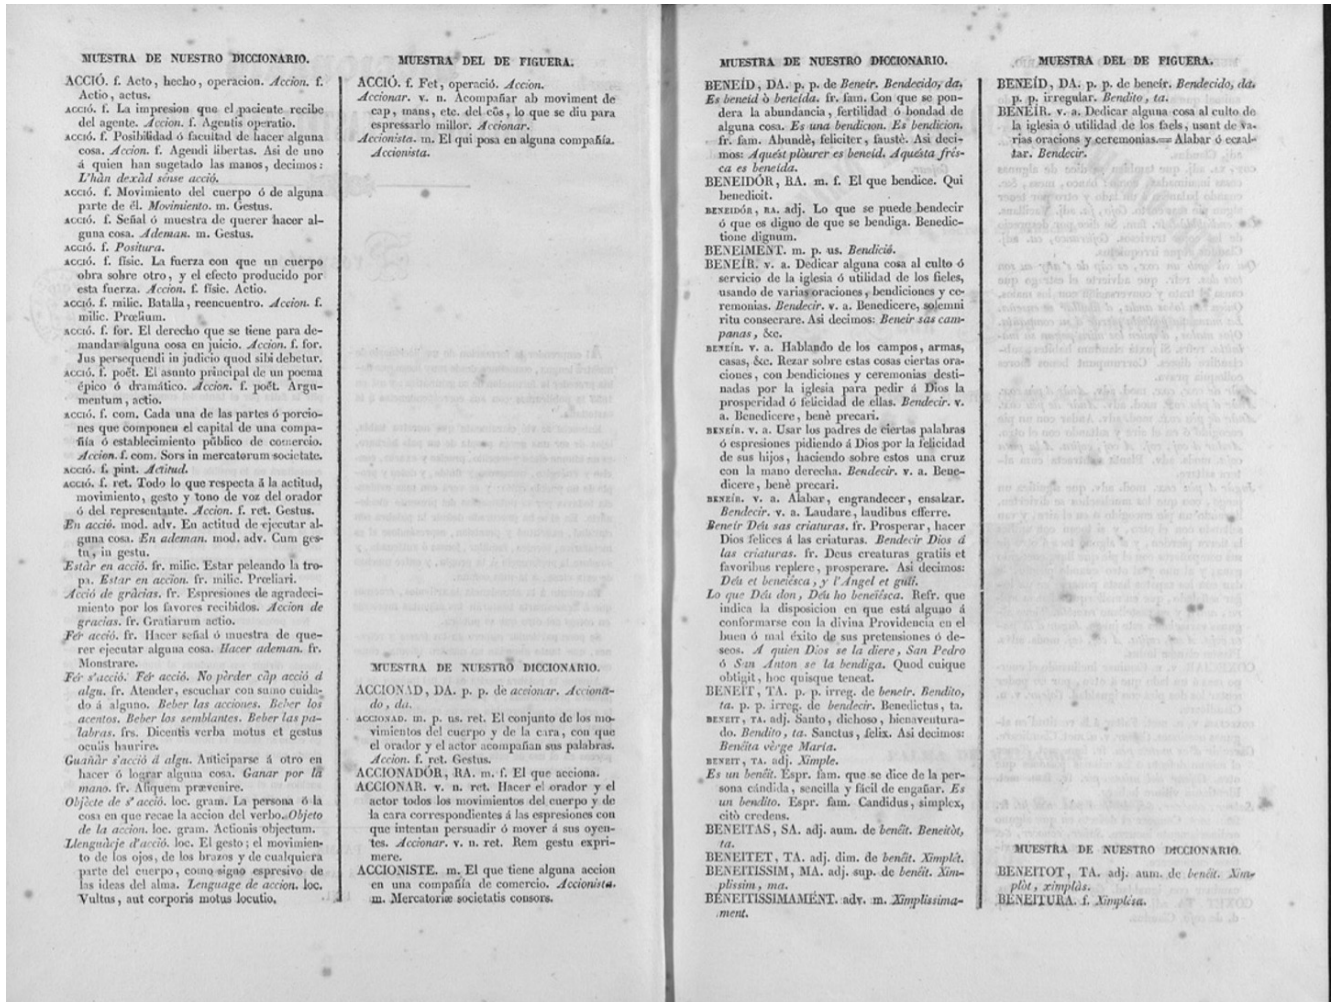 MUESTRA DE NUESTRO DICCIONARIO.
ACCIÓ. f. Acto, hecho, operacion. Accion. f.
Actio, actus.
ACCIÓ. f. La impresion que el paciente recibe
del agente. Accion. f. Agentis operatio.
ACCIÓ. f. Posibilidad ó facultad de hacer alguna
cosa. Accion. f. Agendi libertas. Asi de uno
á quien han sugetado las manos, decimos:
L'hàn dexàd sènse acció.
ACCIÓ. f. Movimiento del cuerpo ó de alguna
parte de él. Movimiento. m. Gestus.
ACCIÓ. f. Señal ó muestra de querer hacer al-
guna cosa. Ademan. m. Gestus.
ACCIÓ. f. Positura.
ACCIÓ. f. físic. La fuerza con que un cuerpo
obra sobre otro, y el efecto producido por
esta fuerza. Accion. f. físic. Actio.
ACCIÓ. f. milic. Batalla, reencuentro. Accion. f.
milic. Prœlium.
ACCIÓ. f. for. El derecho que se tiene para de-
mandar alguna cosa en juicio. Accion. f. for.
Jus persequendi in judicio quod sibi debetur.
ACCIÓ. f. poët. El asunto principal de un poema
épico ó dramático. Accion. f. poët. Argu-
mentum, actio.
ACCIÓ. f. com. Cada una de las partes ó porcio-
nes que componen el capital de una compa-
ñía ó establecimiento público de comercio.
Accion. f. com. Sors in mercatorum societate.
ACCIÓ. f. pint. Actitud.
ACCIÓ. f. ret. Todo lo que respecta á la actitud,
movimiento, gesto y tono de voz del orador
ó del representante. Accion. f. ret. Gestus.
En acció. mod. adv. En actitud de ejecutar al-
guna cosa. En ademan. mod. adv. Cum ges-
tu, in gestu.
Estàr en acció. fr. milic. Estar peleando la tro-
pa. Estar en accion. fr. milic. Prœliari.
Acció de gràcias. fr. Espresiones de agradeci-
miento por los favores recibidos. Accion de
gracias. fr. Gratiarum actio.
Fér acció. fr. Hacer señal ó muestra de que-
rer ejecutar alguna cosa. Hacer ademan. fr.
Monstrare.
Fér s'acció. Fér acció. No pèrder càp acció d
algu. fr. Atender, escuchar con sumo cuida-
do á alguno. Beber las acciones. Beber los
acentos. Beber los semblantes. Beber las pa-
labras. frs. Dicentis verba motus et gestus
oculis haurire.
Guañàr s'acció d algu. Anticiparse á otro en
hacer ó lograr alguna cosa. Ganar por la
mano. fr. Aliquem prævenire.
Objècte de s'acció. loc. gram. La persona ó la
cosa en que recae la accion del verbo. Objeto
de la accion. loc. gram. Actionis objectum.
Llenguàcje d'acció. loc. El gesto; el movimien-
to de los ojos, de los brazos y de cualquiera
parte del cuerpo, como signo espresivo de
las ideas del alma. Lenguage de accion. loc.
Vultus, aut corporis motus locutio.
MUESTRA DEL DE FIGUERA.
ACCIÓ. f. Fet, operació. Accion.
Accionar. v. n. Acompañar ab moviment de
cap, mans, etc. del còs, lo que se diu para
espressarlo millor. Accionar.
Accionista. m. El qui posa en alguna compañía.
Accionista.
MUESTRA DE NUESTRO DICCIONARIO.
ACCIONAD, DA. p. p. de accionar. Acciona-
do, da.
ACCIONAD. m. p. us. ret. El conjunto de los mo-
vimientos del cuerpo y de la cara, con que
el orador y el actor acompañan sus palabras.
Accion. f. ret. Gestus.
ACCIONADÓR, RA. m. f. El que acciona.
ACCIONAR. v. n. ret. Hacer el orador y el
actor todos los movimientos del cuerpo y de
la cara correspondientes á las espresiones con
que intentan persuadir ó mover á sus oyen-
tes. Accionar. v. n. ret. Rem gestu expri-
mere.
ACCIONISTE. m. El que tiene alguna accion
en una compañía de comercio. Accionista.
m. Mercatoriæ societatis consors.
MUESTRA DE NUESTRO DICCIONARIO.
BENEÍD, DA. p. p. de Beneír. Bendecido, da.
Es beneíd ò beneída. fr. fam. Con que se pon-
dera la abundancia, fertilidad ó bondad de
alguna cosa. Es una bendicion. Es bendicion.
fr. fam. Abundè, feliciter, faustè. Asi deci-
mos: Aquést plòurer es beneíd. Aquésta frés-
ca es beneída.
BENEIDÓR, RA. m. f. El que bendice. Qui
benedicit.
BENEIDÓR, RA. adj. Lo que se puede bendecir
ó que es digno de que se bendiga. Benedic-
tione dignum.
BENEIMENT. m. p. us. Bendició.
BENEÍR. v. a. Dedicar alguna cosa al culto ó
servicio de la iglesia ó utilidad de los fieles,
usando de varias oraciones, bendiciones y ce-
remonias. Bendecir. v. a. Benedicere, solemni
ritu consecrare. Asi decimos: Beneír sas cam-
panas, &c.
BENEÍR. v. a. Hablando de los campos, armas,
casas, &c. Rezar sobre estas cosas ciertas ora-
ciones, con bendiciones y ceremonias desti-
nadas por la iglesia para pedir á Dios la
prosperidad ó felicidad de ellas. Bendecir. v.
a. Benedicere, benè precari.
BENEÍR. v. a. Usar los padres de ciertas palabras
ó espresiones pidiendo á Dios por la felicidad
de sus hijos, haciendo sobre estos una cruz
con la mano derecha. Bendecir. v. a. Bene-
dicere, benè precari.
BENEÍR. v. a. Alabar, engrandecer, ensalzar.
Bendecir. v. a. Laudare, laudibus efferre.
Beneír Déu sas criaturas. fr. Prosperar, hacer
Dios felices á las criaturas. Bendecir Dios á
las criaturas. fr. Deus creaturas gratiis et
favoribus replere, prosperare. Asi decimos:
Déu et beneïésca, y l'Àngel et guíi.
Lo que Déu don, Déu ho beneïésca. Refr. que
indica la disposicion en que está alguno á
conformarse con la divina Providencia en el
buen ó mal éxito de sus pretensiones ó de-
seos. A quien Dios se la diere, San Pedro
ó San Anton se la bendiga. Quod cuique
obtigit, hoc quisque teneat.
BENEÍT, TA. p. p. irreg. de beneír. Bendito,
ta. p. p. irreg. de bendecir. Benedictus, ta.
BENEIT, TA. adj. Santo, dichoso, bienaventura-
do. Bendito, ta. Sanctus, felix. Asi decimos:
Beneïta vèrge María.
BENEIT, TA. adj. Ximple.
Es un benêit. Espr. fam. que se dice de la per-
sona cándida, sencilla y fácil de engañar. Es
un bendito. Espr. fam. Candidus, simplex,
citò credens.
BENEITAS, SA. adj. aum. de benêit. Beneitòt,
ta.
BENEITET, TA. adj. dim. de benêit. Ximplèt.
BENEITISSIM, MA. adj. sup. de benêit. Xim-
plissim, ma.
BENEITISSIMAMÉNT. adv. m. Ximplissima-
ment.
MUESTRA DEL DE FIGUERA.
BENEÍD, DA. p. p. de beneír. Bendecido, da.
p. p. irregular. Bendito, ta.
BENEÍR. v. a. Dedicar alguna cosa al culto de
la iglesia ó utilidad de los faels, usant de va-
rias oracions y ceremonias.═ Alabar ó eczal-
tar. Bendecir.
MUESTRA DE NUESTRO DICCIONARIO.
BENEITOT, TA. adj. aum. de benêit. Xim-
plòt, ximplàs.
BENEITURA. f. Ximplésa.